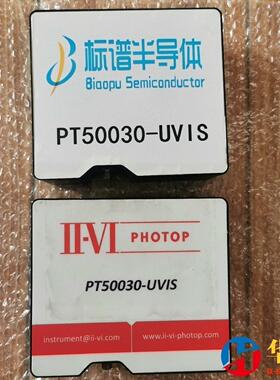 标谱半导体
Biaopu Semiconductor
PT50030-UVIS
II-VI PHOTOP
PT50030-UVIS
instrument@ii-vi.com
www.ii-vi-photop.com